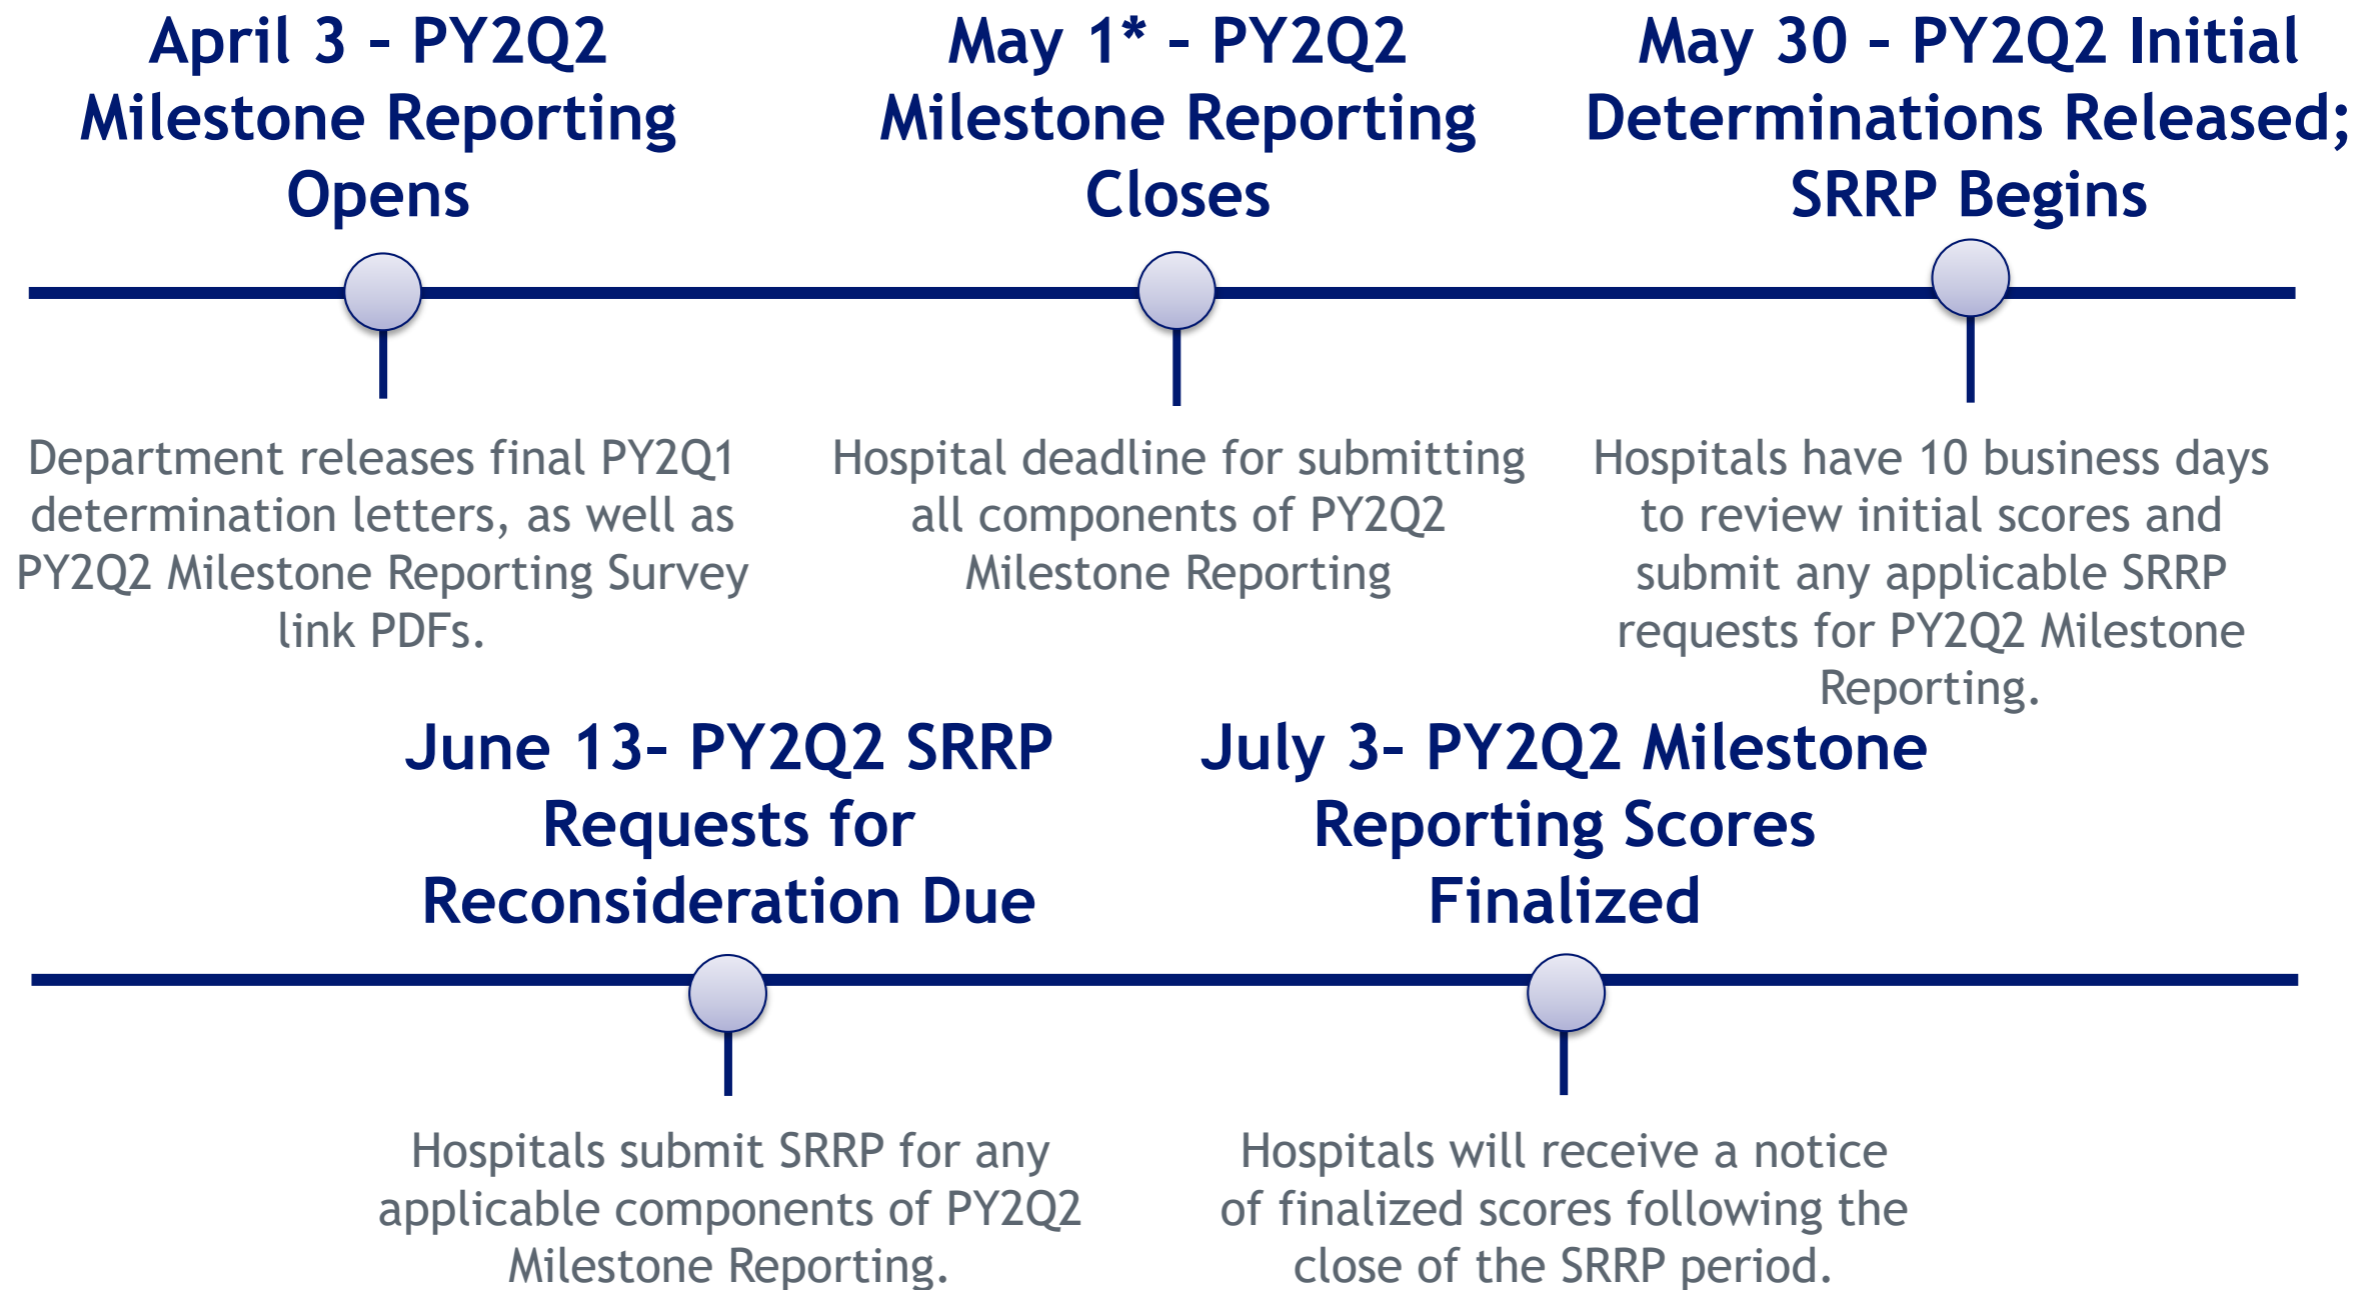 April 3 – PY2Q2
Milestone Reporting
Opens
Department releases final PY2Q1
determination letters, as well as
PY2Q2 Milestone Reporting Survey
link PDFs.
May 1* – PY2Q2
Milestone Reporting
Closes
Hospital deadline for submitting
all components of PY2Q2
Milestone Reporting
May 30 – PY2Q2 Initial
Determinations Released;
SRRP Begins
Hospitals have 10 business days
to review initial scores and
submit any applicable SRRP
requests for PY2Q2 Milestone
Reporting.
June 13– PY2Q2 SRRP
Requests for
Reconsideration Due
Hospitals submit SRRP for any
applicable components of PY2Q2
Milestone Reporting.
July 3– PY2Q2 Milestone
Reporting Scores
Finalized
Hospitals will receive a notice
of finalized scores following the
close of the SRRP period.